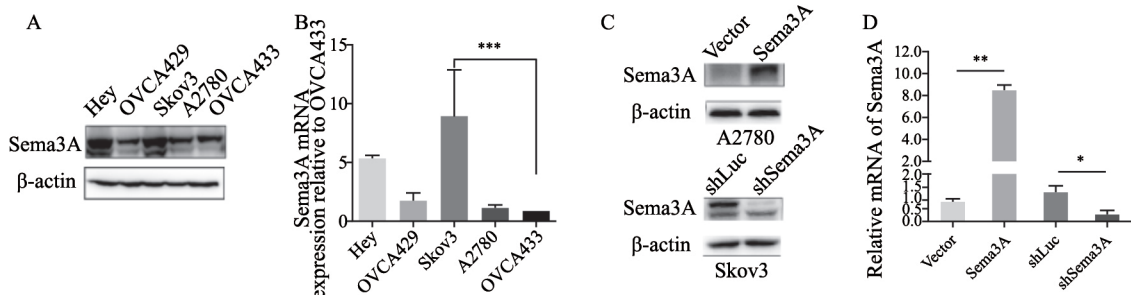 A
Hey
OVCA429
Skov3
A2780
OVCA433
Sema3A
β-actin
B
Sema3A mRNA
expression relative to OVCA433
15
10
5
0
***
Hey
OVCA429
Skov3
A2780
OVCA433
C
Vector
Sema3A
Sema3A
β-actin
A2780
shLuc
shSema3A
Sema3A
β-actin
Skov3
D
Relative mRNA of Sema3A
12.0
10.0
8.0
6.0
4.0
2.0
2.0
1.5
1.0
0.5
0.0
**
*
Vector
Sema3A
shLuc
shSema3A